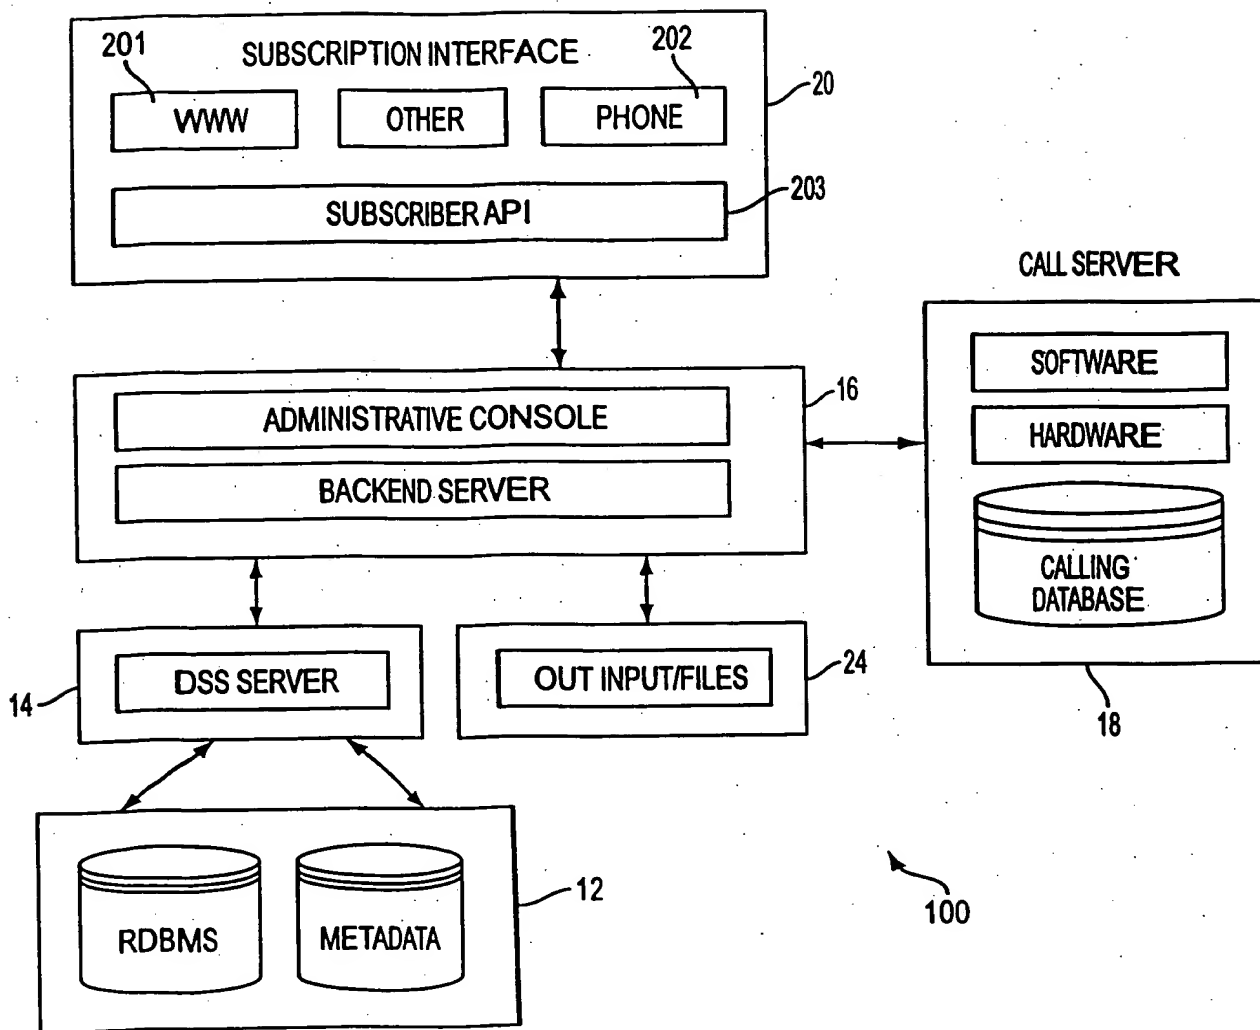 SUBSCRIPTION INTERFACE
201
202
20
WWW
OTHER
PHONE
SUBSCRIBER API
203
CALL SERVER
16
ADMINISTRATIVE CONSOLE
BACKEND SERVER
SOFTWARE
HARDWARE
CALLING
DATABASE
18
14
DSS SERVER
OUT INPUT/FILES
24
RDBMS
METADATA
12
100